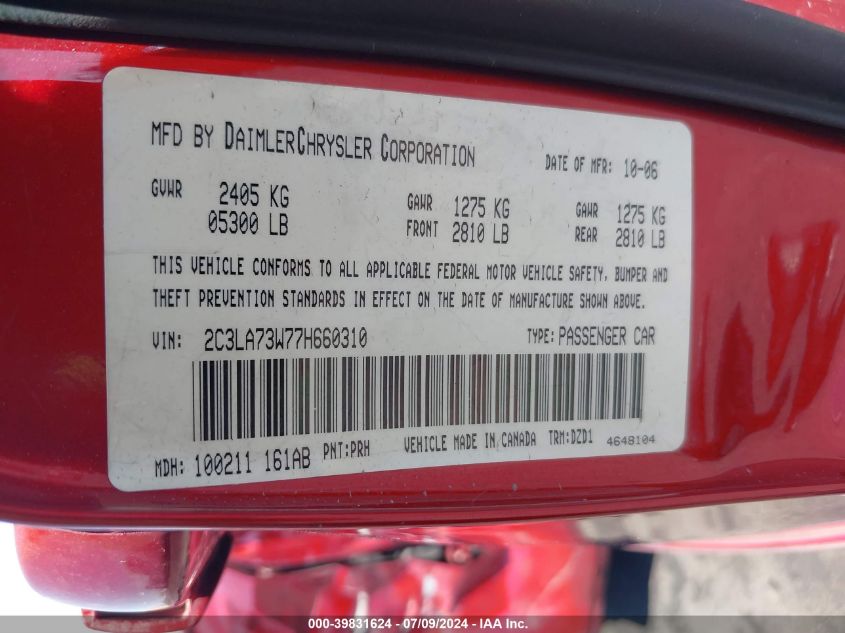 MFD BY DAIMLERCHRYSLER CORPORATION DATE OF MFR: 10-06
GVWR 2405 KG GAWR 1275 KG GAWR 1275 KG
05300 LB FRONT 2810 LB REAR 2810 LB
THIS VEHICLE CONFORMS TO ALL APPLICABLE FEDERAL MOTOR VEHICLE SAFETY, BUMPER AND
THEFT PREVENTION STANDARDS IN EFFECT ON THE DATE OF MANUFACTURE SHOWN ABOVE.
VIN: 2C3LA73W77H660310 TYPE: PASSENGER CAR
MDH: 100211 161AB PNT:PRH VEHICLE MADE IN CANADA TRM:DZD1 4648104
000-39831624 | 07/09/2024 - IAAI.com